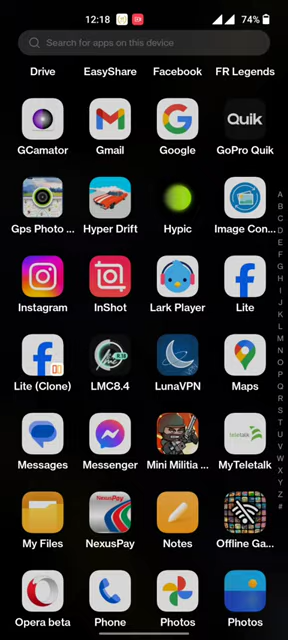 12:18
74%
Search for apps on this device
Drive EasyShare Facebook FR Legends
Quik
GCamator Gmail Google GoPro Quik
Gps Photo ... Hyper Drift Hypic Image Con...
Instagram InShot Lark Player Lite
Lite (Clone) LMC8.4 LunaVPN Maps
teletalk
Messages Messenger Mini Militia ... MyTeletalk
NexusPay
My Files NexusPay Notes Offline Ga...
Opera beta Phone Photos Photos
A
B
C
D
E
F
G
H
I
J
K
L
M
N
O
P
Q
R
S
T
U
V
W
X
Y
Z
#